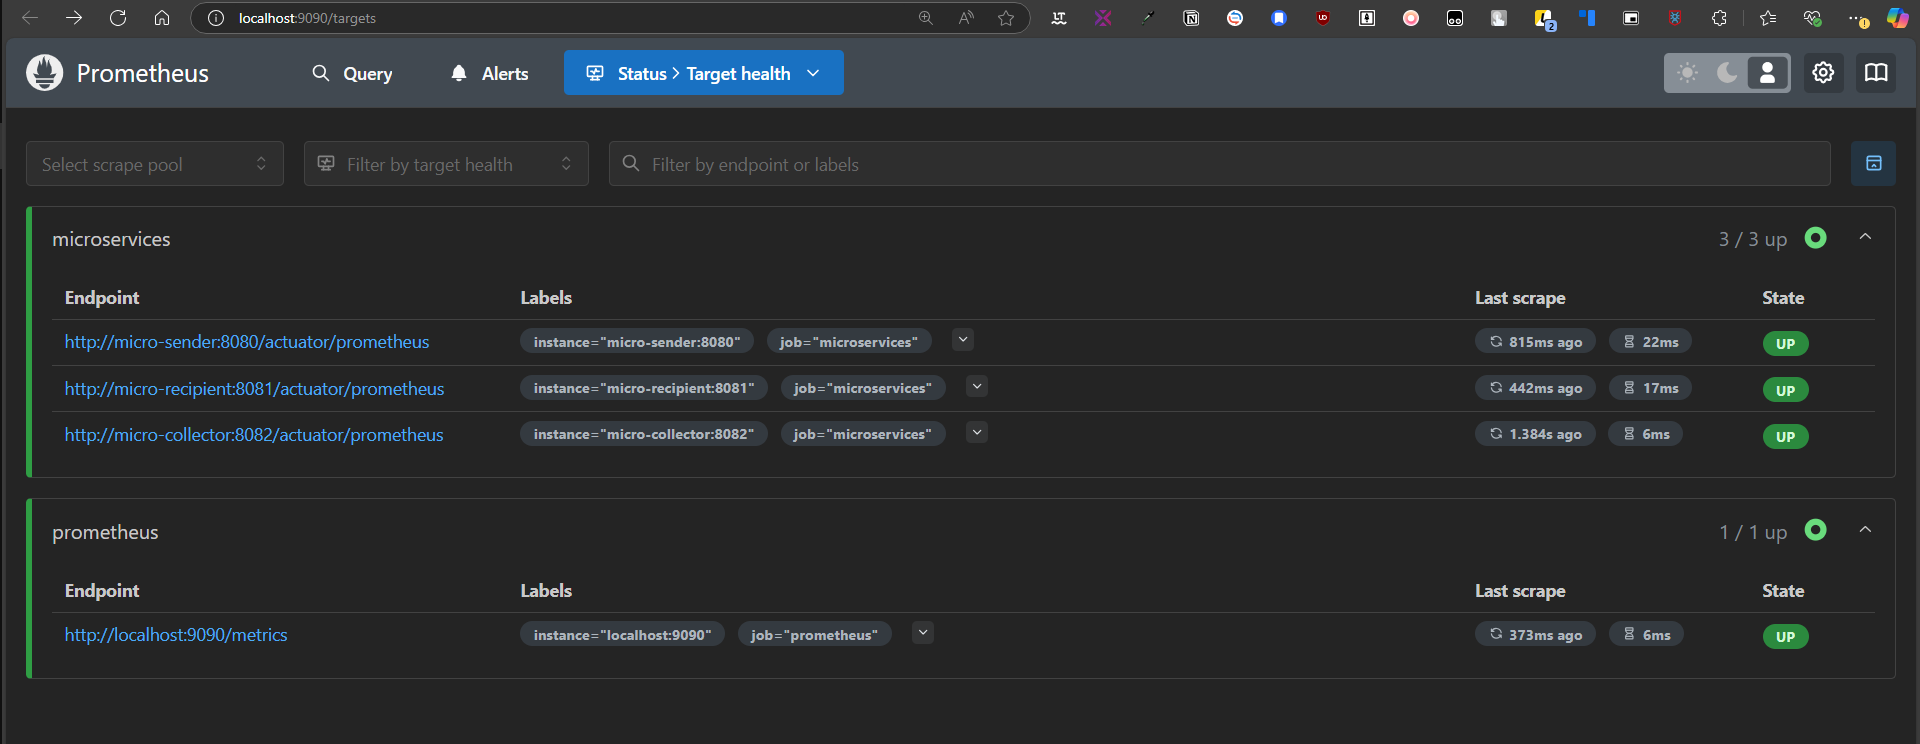 localhost:9090/targets
2
Prometheus
Query
Alerts
Status > Target health
Select scrape pool
Filter by target health
Filter by endpoint or labels
microservices
3 / 3 up
Endpoint Labels Last scrape State
http://micro-sender:8080/actuator/prometheus instance="micro-sender:8080" job="microservices" 815ms ago 22ms UP
http://micro-recipient:8081/actuator/prometheus instance="micro-recipient:8081" job="microservices" 442ms ago 17ms UP
http://micro-collector:8082/actuator/prometheus instance="micro-collector:8082" job="microservices" 1.384s ago 6ms UP
prometheus
1 / 1 up
Endpoint Labels Last scrape State
http://localhost:9090/metrics instance="localhost:9090" job="prometheus" 373ms ago 6ms UP